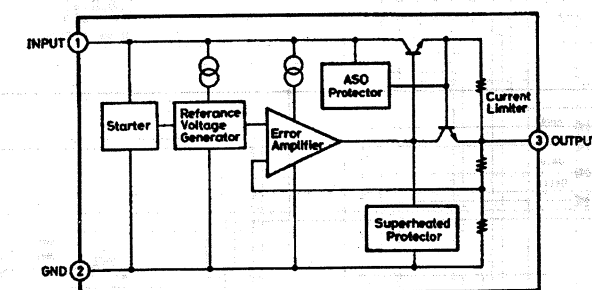 INPUT 1
ASO
Protector
Current
Limiter
Starter
Referance
Voltage
Generator
Error
Amplifier
3 OUTPUT
Superheated
Protector
GND 2